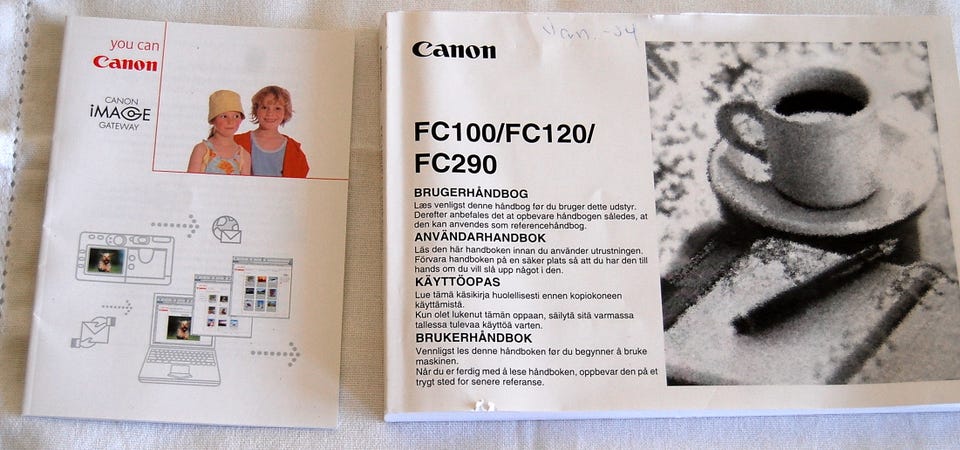 you can
Canon
CANON
iMAGE
GATEWAY
Jan. -04
Canon
FC100/FC120/
FC290
BRUGERHÅNDBOG
Læs venligst denne håndbog før du bruger dette udstyr.
Derefter anbefales det at opbevare håndbogen således, at
den kan anvendes som referencehåndbog.
ANVÄNDARHANDBOK
Läs den här handboken innan du använder utrustningen.
Förvara handboken på en säker plats så att du har den till
hands om du vill slå upp något i den.
KÄYTTÖOPAS
Lue tämä käsikirja huolellisesti ennen kopiokoneen
käyttämistä.
Kun olet lukenut tämän oppaan, säilytä sitä varmassa
tallessa tulevaa käyttöä varten.
BRUKERHÅNDBOK
Vennligst les denne håndboken før du begynner å bruke
maskinen.
Når du er ferdig med å lese håndboken, oppbevar den på et
trygt sted for senere referanse.